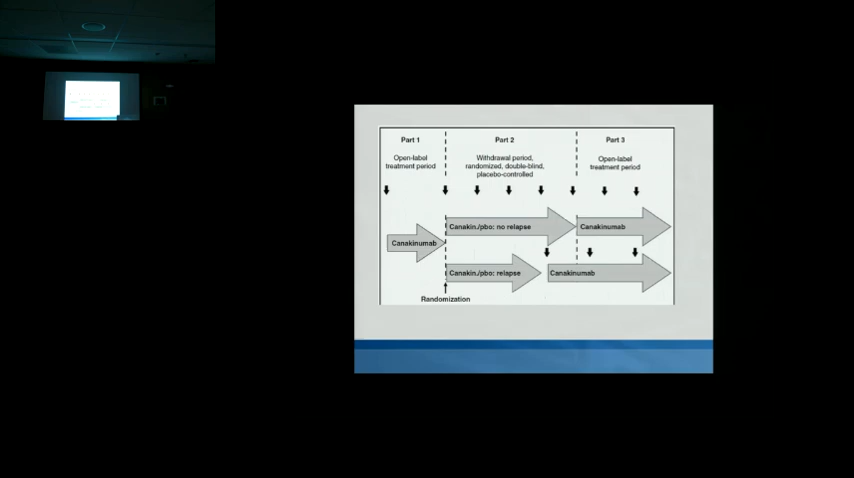 Part 1
Part 2
Part 3
Open-label
treatment period
Withdrawal period,
randomized, double-blind,
placebo-controlled
Open-label
treatment period
Canakin./pbo: no relapse
Canakinumab
Canakinumab
Canakin./pbo: relapse
Canakinumab
Randomization